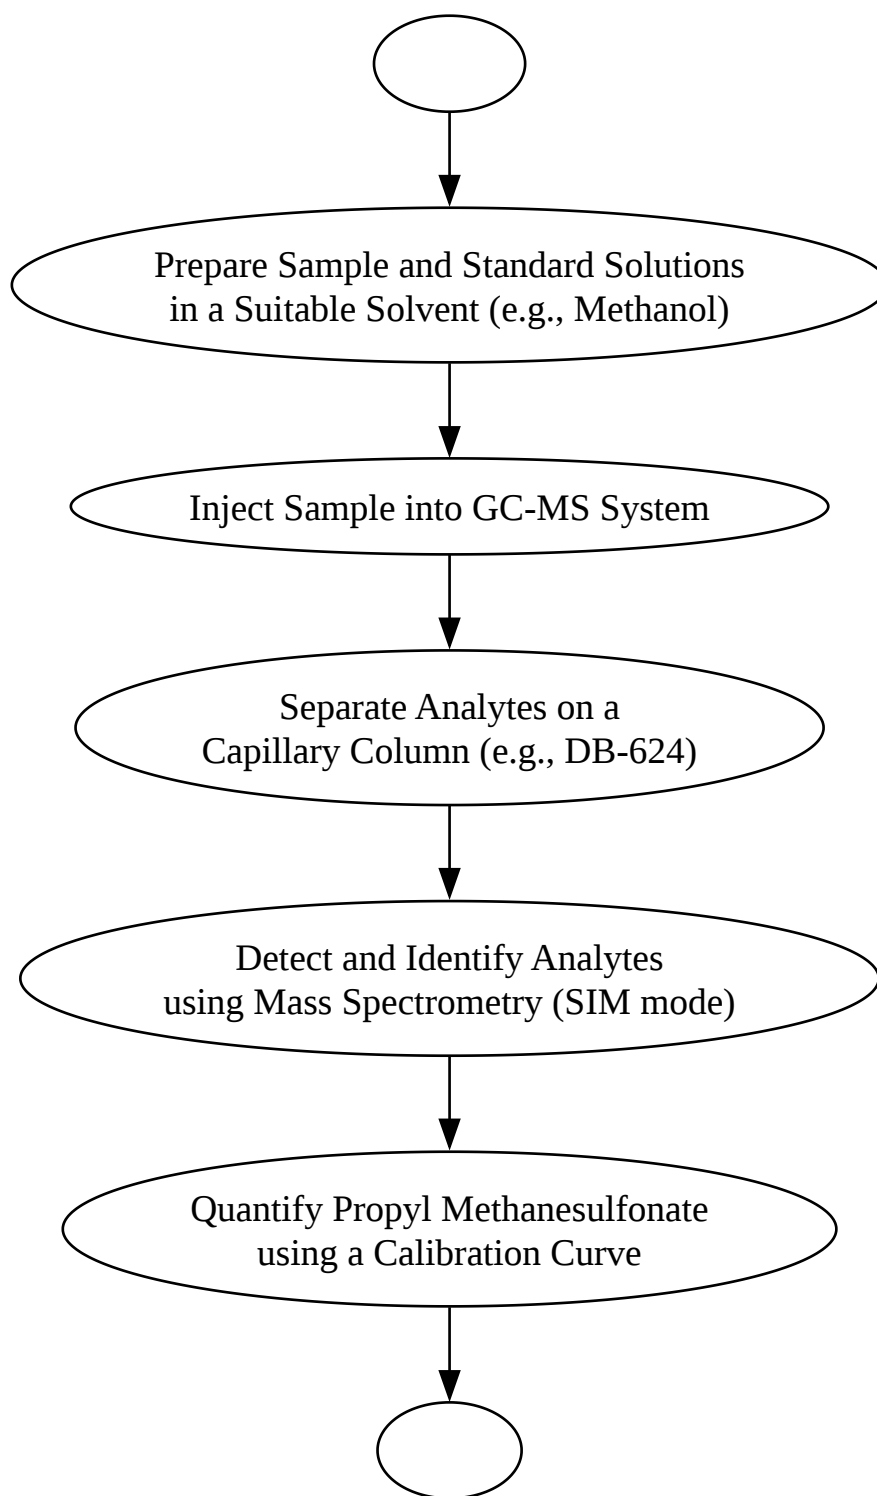 Prepare Sample and Standard Solutions
in a Suitable Solvent (e.g., Methanol)
Inject Sample into GC-MS System
Separate Analytes on a
Capillary Column (e.g., DB-624)
Detect and Identify Analytes
using Mass Spectrometry (SIM mode)
Quantify Propyl Methanesulfonate
using a Calibration Curve